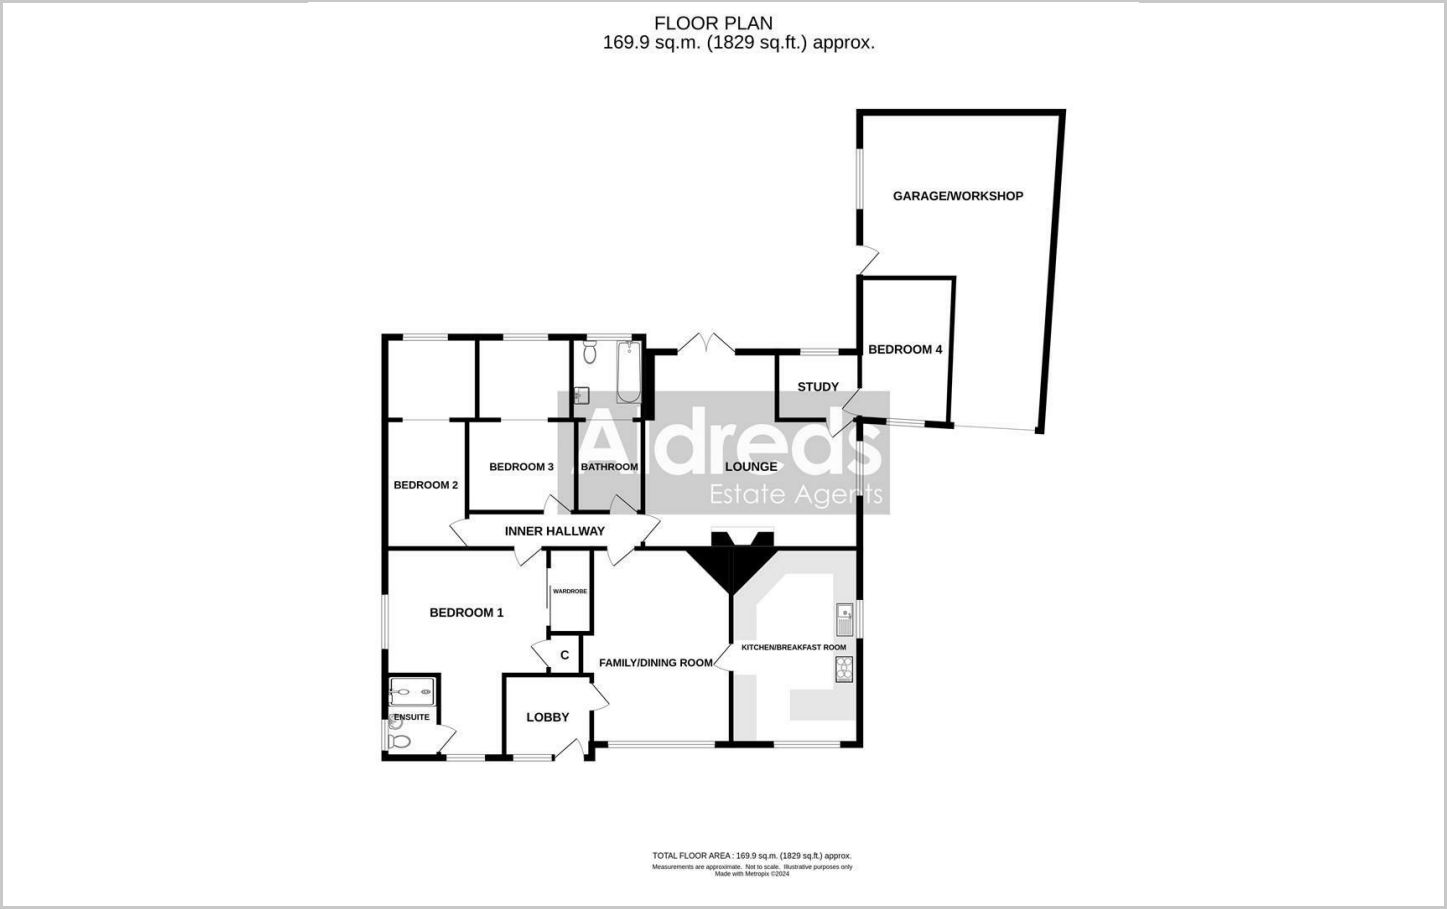 FLOOR PLAN
169.9 sq.m. (1829 sq.ft.) approx.
GARAGE/WORKSHOP
BEDROOM 4
STUDY
Aldreds
Estate Agents
LOUNGE
BATHROOM
BEDROOM 3
BEDROOM 2
INNER HALLWAY
WARDROBE
BEDROOM 1
C
KITCHEN/BREAKFAST ROOM
FAMILY/DINING ROOM
ENSUITE
LOBBY
TOTAL FLOOR AREA : 169.9 sq.m. (1829 sq.ft.) approx.
Measurements are approximate. Not to scale. Illustrative purposes only
Made with Metropix ©2024